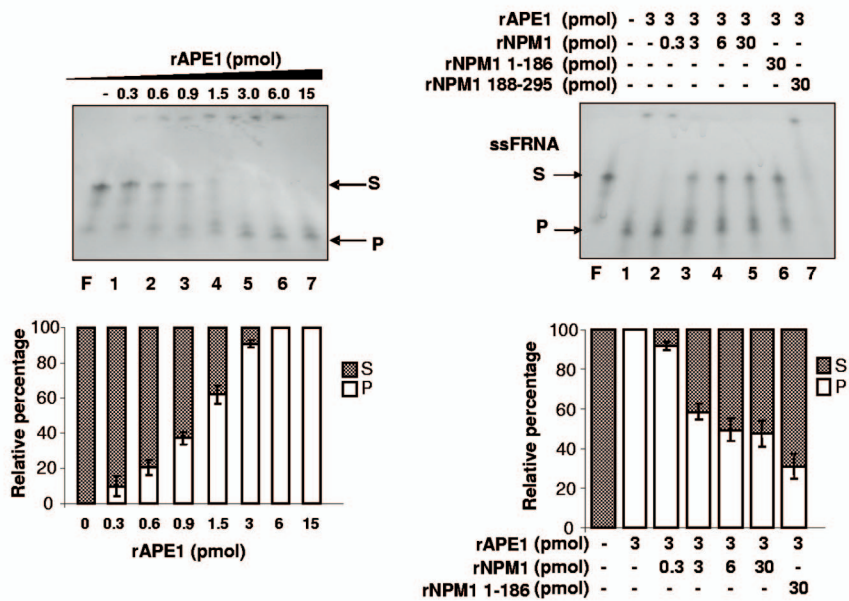 rAPE1 (pmol)
- 0.3 0.6 0.9 1.5 3.0 6.0 15
S
P
F 1 2 3 4 5 6 7
rAPE1 (pmol) - 3 3 3 3 3 3 3
rNPM1 (pmol) - - 0.3 3 6 30 - -
rNPM1 1-186 (pmol) - - - - - - 30
rNPM1 188-295 (pmol) - - - - - - - 30
ssFRNA
S
P
F 1 2 3 4 5 6 7
Relative percentage
100
80
60
40
20
0
0 0.3 0.6 0.9 1.5 3 6 15
rAPE1 (pmol)
S
P
Relative percentage
100
80
60
40
20
0
S
P
rAPE1 (pmol) - 3 3 3 3 3 3
rNPM1 (pmol) - - 0.3 3 6 30 -
rNPM1 1-186 (pmol) - - - - - - 30